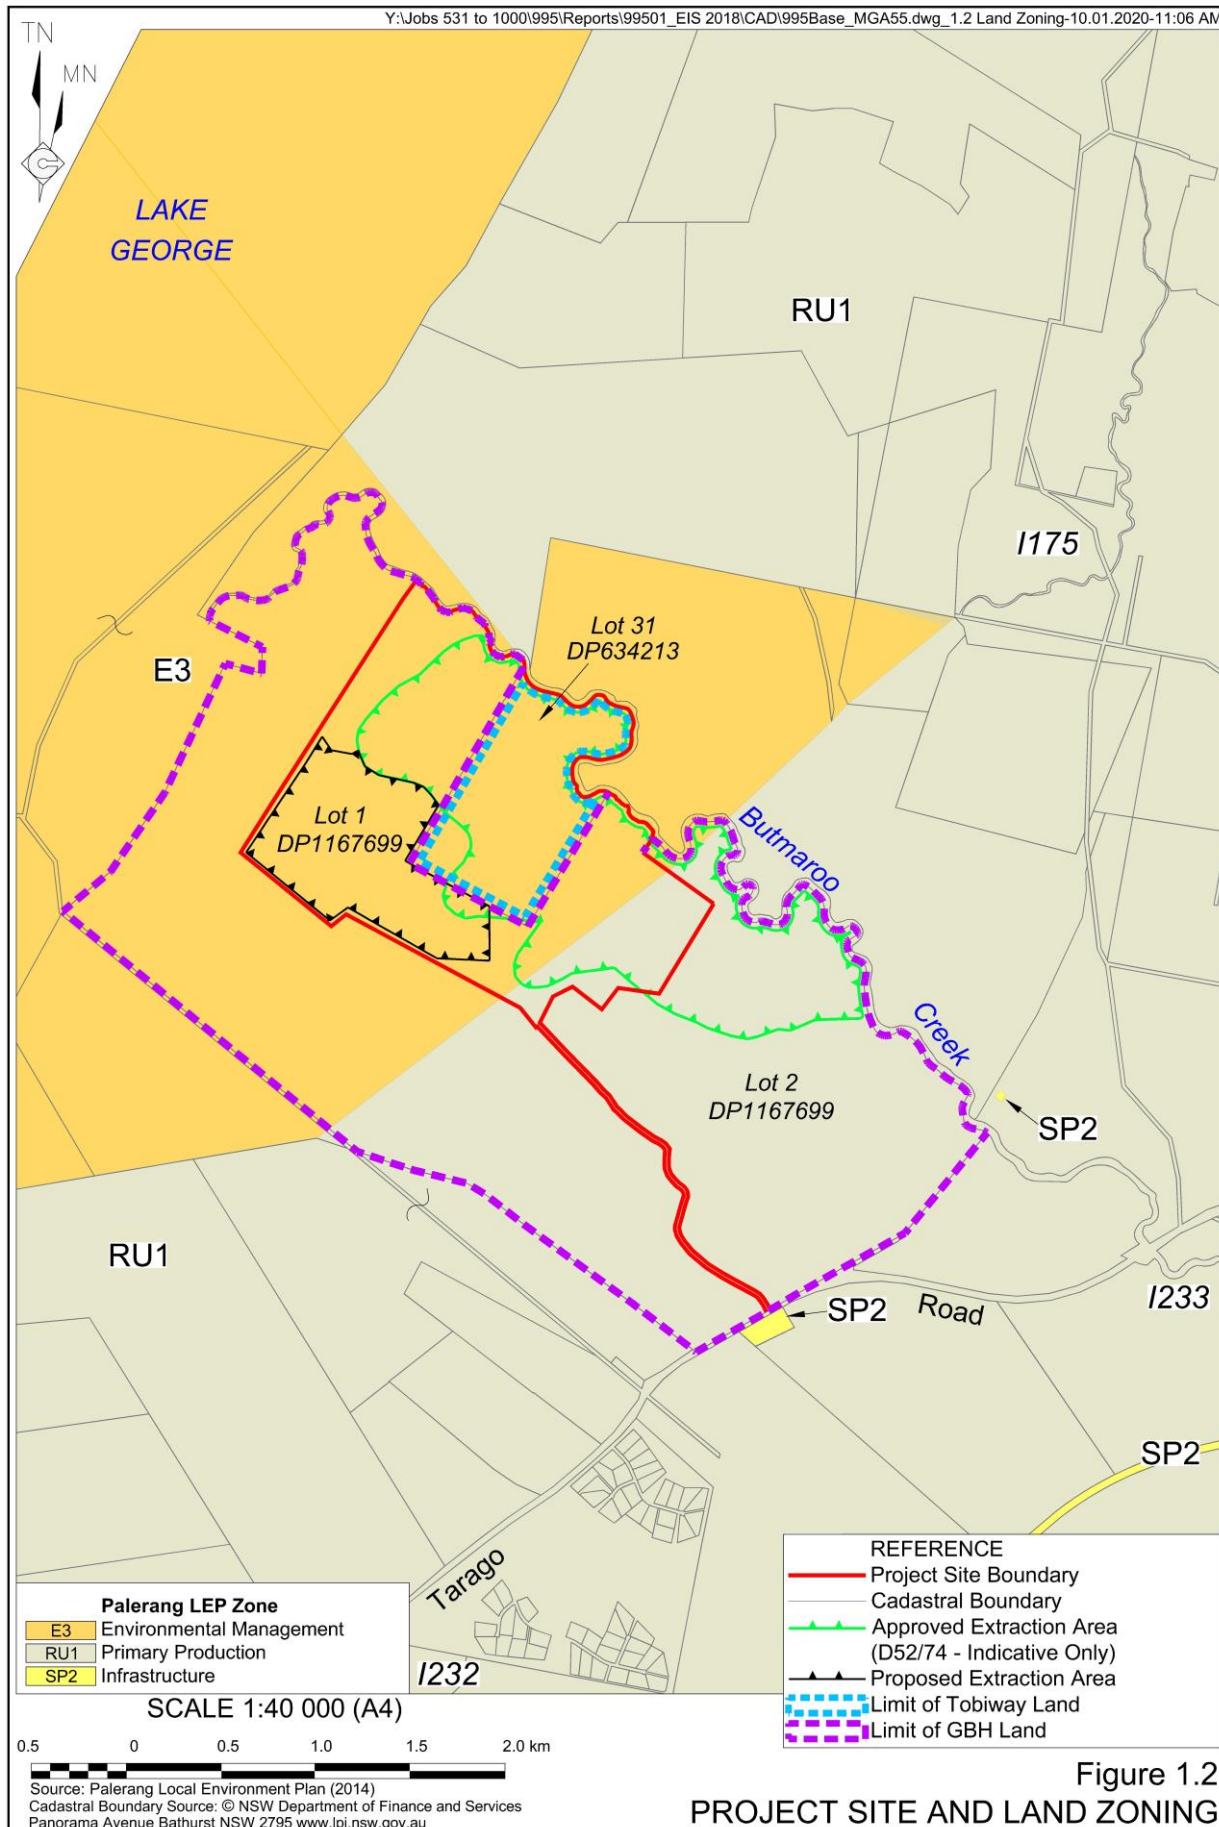 Y:\Jobs 531 to 1000\995\Reports\99501_EIS 2018\CAD\995Base_MGA55.dwg_1.2 Land Zoning-10.01.2020-11:06 AM
TN
MN
LAKE
GEORGE
RU1
I175
Lot 31
DP634213
E3
Lot 1
DP1167699
Butmaroo
Creek
Lot 2
DP1167699
SP2
RU1
I233
SP2
Road
SP2
Tarago
I232
REFERENCE
Project Site Boundary
Cadastral Boundary
Approved Extraction Area
(D52/74 - Indicative Only)
Proposed Extraction Area
Limit of Tobiway Land
Limit of GBH Land
Palerang LEP Zone
E3 Environmental Management
RU1 Primary Production
SP2 Infrastructure
SCALE 1:40 000 (A4)
0.5 0 0.5 1.0 1.5 2.0 km
Source: Palerang Local Environment Plan (2014)
Cadastral Boundary Source: © NSW Department of Finance and Services
Panorama Avenue Bathurst NSW 2795 www.lpi.nsw.gov.au
Figure 1.2
PROJECT SITE AND LAND ZONING